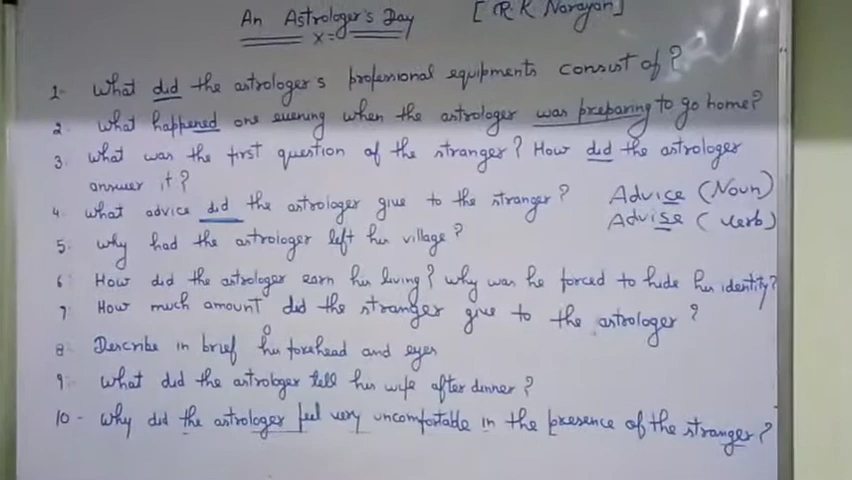 An Astrologer's Day [R. K. Narayan]
x
1- What did the astrologer's professional equipments consist of?
2- What happened one evening when the astrologer was preparing to go home?
3- What was the first question of the stranger? How did the astrologer
answer it?
4- What advice did the astrologer give to the stranger? Advice (Noun)
Advise (verb)
5- Why had the astrologer left his village?
6- How did the astrologer earn his living? Why was he forced to hide his identity?
7- How much amount did the stranger give to the astrologer?
8- Describe in brief his forehead and eyes
9- What did the astrologer tell his wife after dinner?
10- Why did the astrologer feel very uncomfortable in the presence of the stranger?